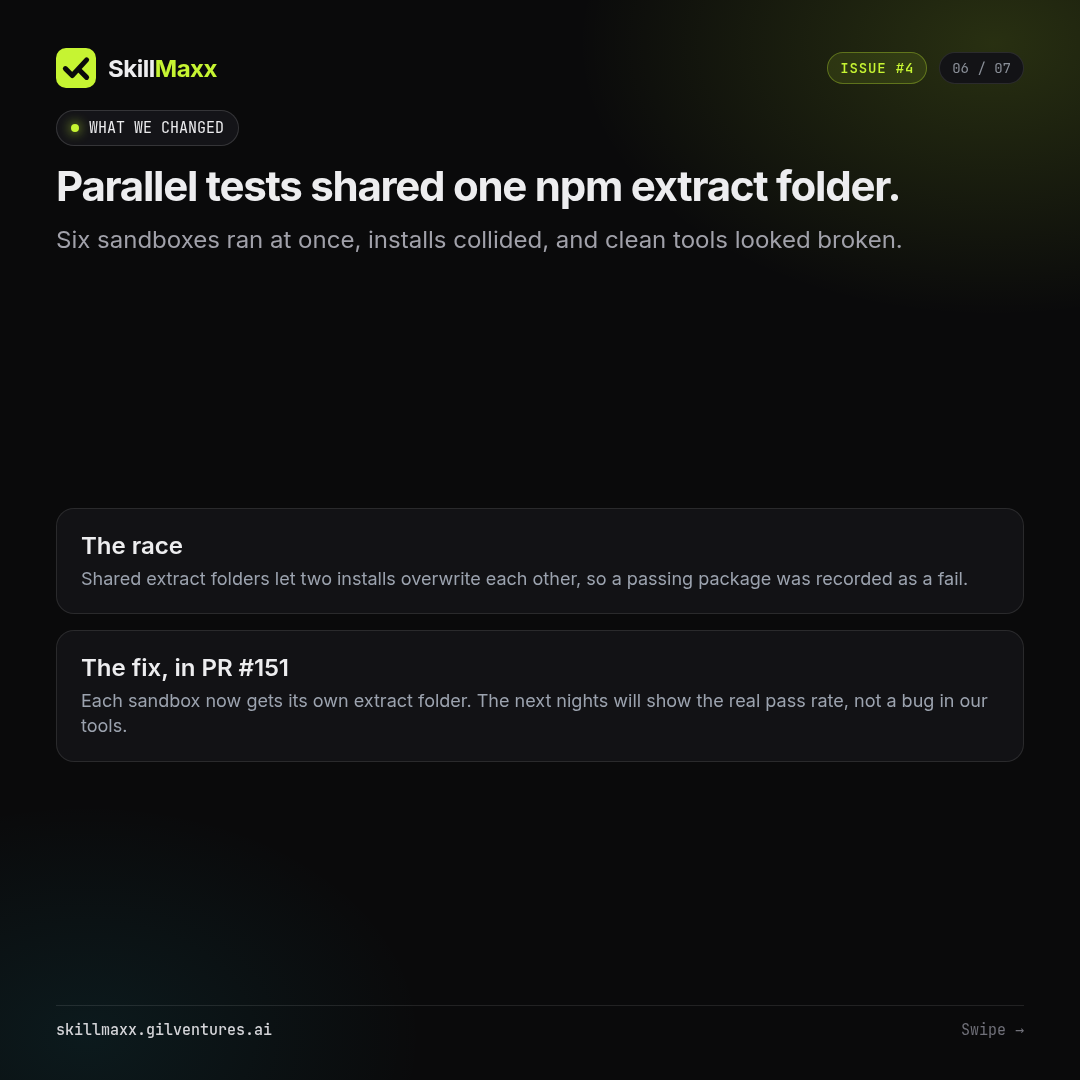 SkillMaxx
ISSUE #4
06 / 07
WHAT WE CHANGED
Parallel tests shared one npm extract folder.
Six sandboxes ran at once, installs collided, and clean tools looked broken.
The race
Shared extract folders let two installs overwrite each other, so a passing package was recorded as a fail.
The fix, in PR #151
Each sandbox now gets its own extract folder. The next nights will show the real pass rate, not a bug in our
tools.
skillmaxx.gilventures.ai
Swipe →